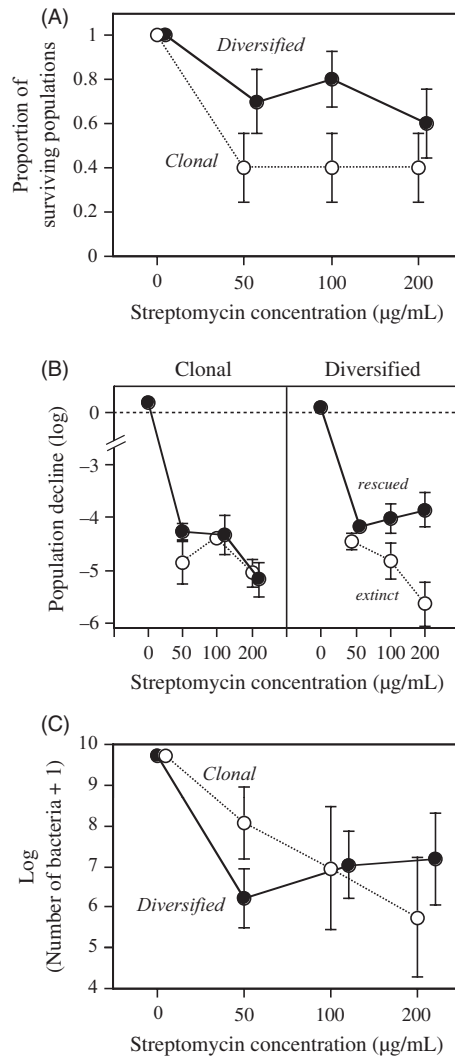 (A)
Proportion of
surviving populations
1
0.8
0.6
0.4
0.2
0
Diversified
Clonal
0 50 100 200
Streptomycin concentration (µg/mL)
(B)
Clonal Diversified
Population decline (log)
0
−3
−4
−5
−6
rescued
extinct
0 50 100 200 0 50 100 200
Streptomycin concentration (µg/mL)
(C)
Log
(Number of bacteria + 1)
10
9
8
7
6
5
4
Clonal
Diversified
0 50 100 200
Streptomycin concentration (µg/mL)